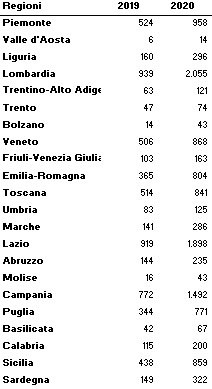 Regioni 2019 2020
Piemonte 524 958
Valle d'Aosta 6 14
Liguria 160 296
Lombardia 939 2.055
Trentino-Alto Adige 63 121
Trento 47 74
Bolzano 14 43
Veneto 506 868
Friuli-Venezia Giulia 103 163
Emilia-Romagna 365 804
Toscana 514 841
Umbria 83 125
Marche 141 286
Lazio 919 1.898
Abruzzo 144 235
Molise 16 43
Campania 772 1.492
Puglia 344 771
Basilicata 42 67
Calabria 115 200
Sicilia 438 859
Sardegna 149 322